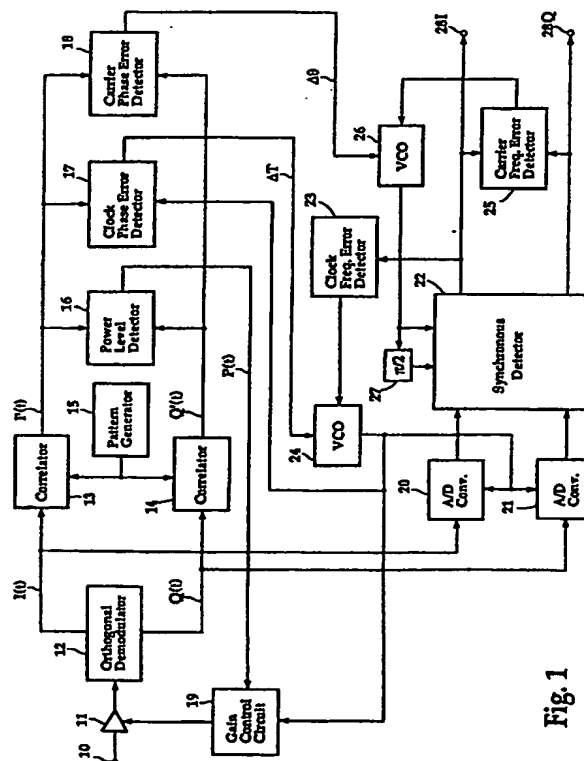 10
11
12
Orthogonal
Demodulator
I(t)
Q(t)
Correlator
13
14
Correlator
15
Pattern
Generator
I'(t)
Q'(t)
16
Power
Level
Detector
17
Clock
Phase Error
Detector
18
Carrier
Phase Error
Detector
P(t)
ΔT
Δθ
19
Gain
Control
Circuit
VCO
24
23
Clock
Freq. Error
Detector
26
VCO
Carrier
Freq. Error
Detector
25
π/2
27
20
A/D
Conv.
21
A/D
Conv.
22
Synchronous
Detector
28I
28Q
Fig. 1